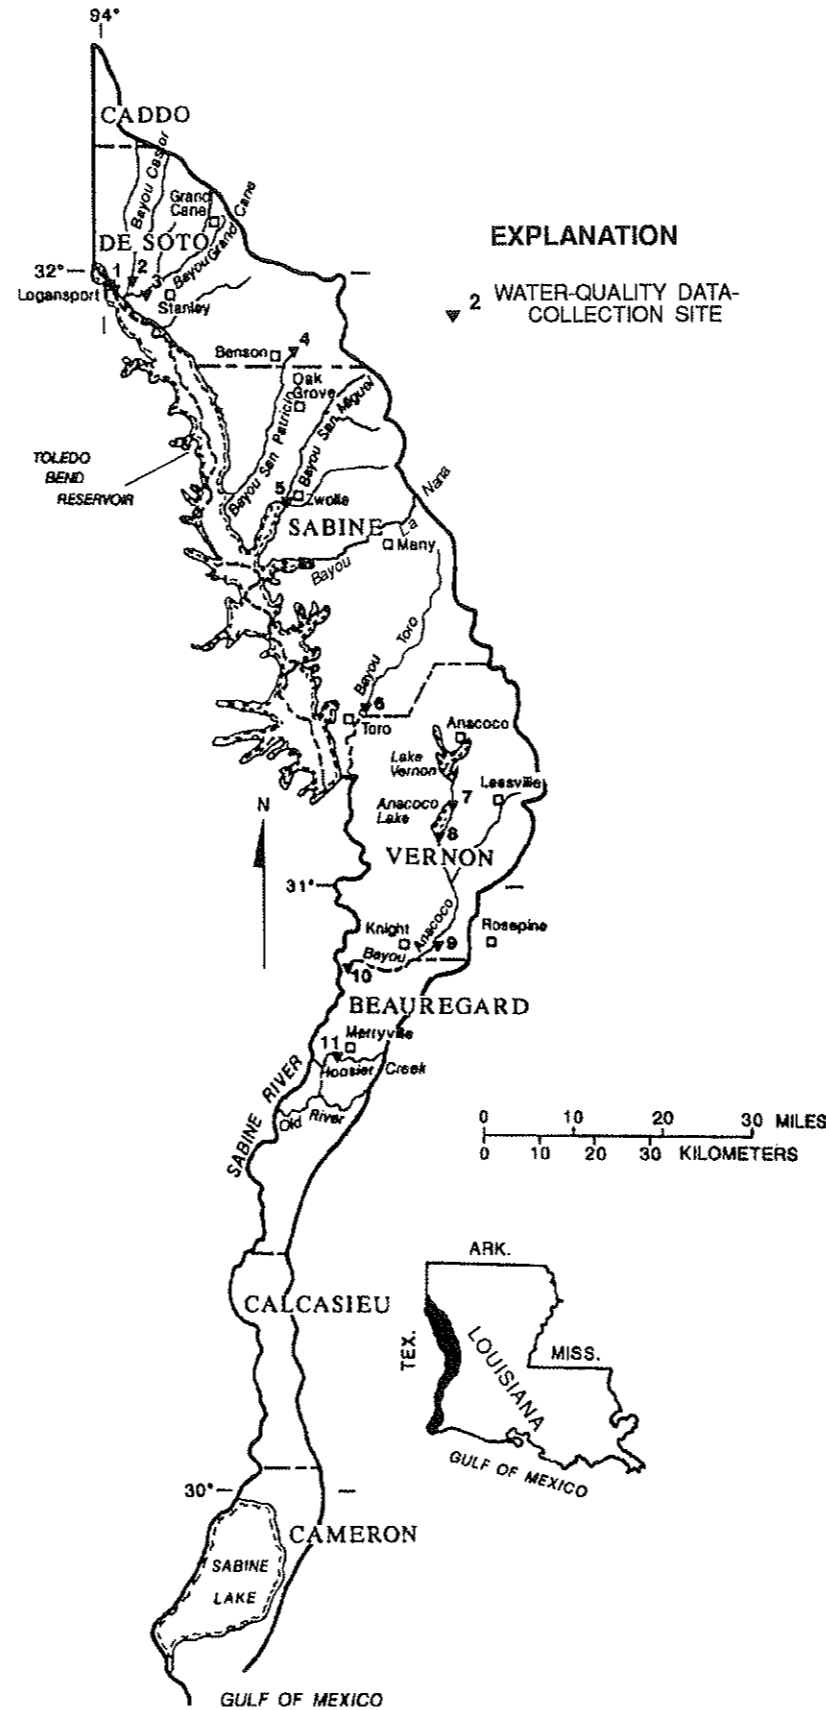 94°
CADDO
Bayou Castor
Grand
Cane
Bayou Grand Cane
DE SOTO
EXPLANATION
32°
1
2
3
Logansport
Stanley
2 WATER-QUALITY DATA-
COLLECTION SITE
4
Benson
Oak
Grove
Bayou San Patricio
Bayou San Miguel
TOLEDO
BEND
RESERVOIR
5
Zwolle
SABINE
Bayou La Nana
Many
Bayou Toro
6
Toro
Anacoco
Lake
Vernon
Leesville
7
Anacoco
Lake
8
N
VERNON
31°
Knight
Bayou Anacoco
9
Rosepine
10
BEAUREGARD
Merryville
11
Hoosier Creek
SABINE RIVER
Old River
0 10 20 30 MILES
0 10 20 30 KILOMETERS
ARK.
TEX.
LOUISIANA
MISS.
GULF OF MEXICO
CALCASIEU
30°
CAMERON
SABINE
LAKE
GULF OF MEXICO